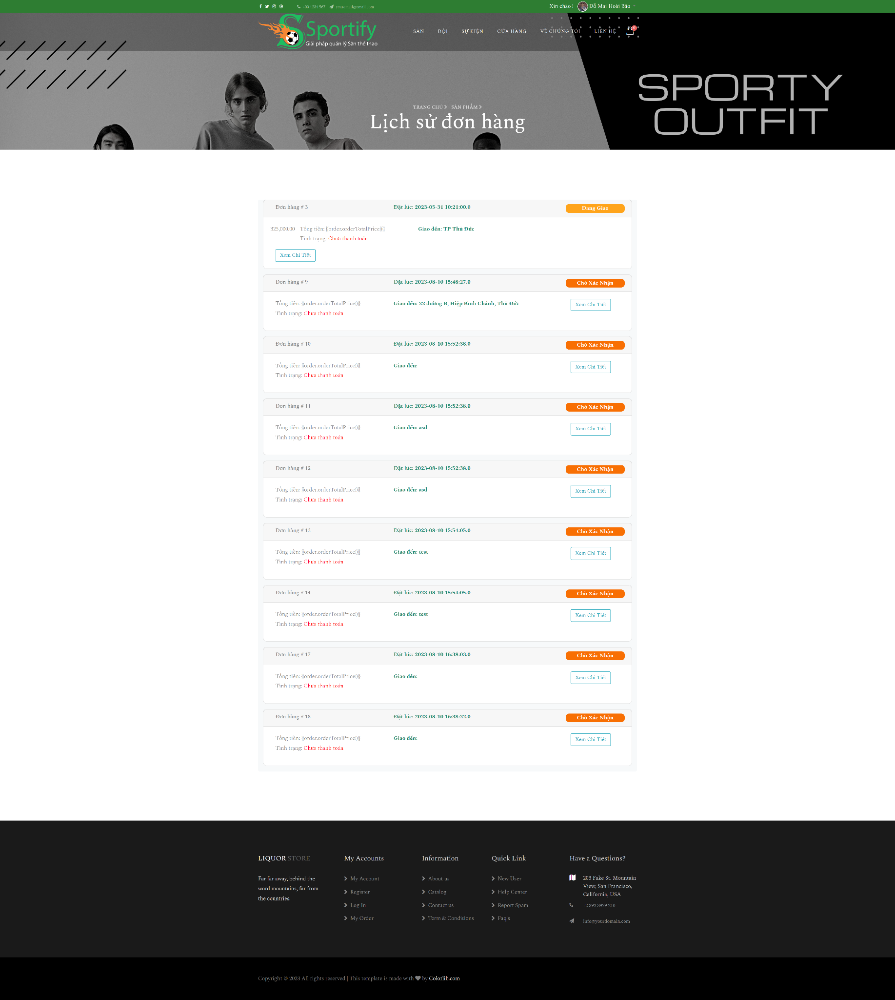 +00 1234 567 youremail@email.com
Xin chào ! Đỗ Mai Hoài Bão
Sportify
Giải pháp quản lý Sân thể thao
SÂN ĐỘI SỰ KIỆN CỬA HÀNG VỀ CHÚNG TÔI LIÊN HỆ 0
SPORTY
OUTFIT
TRANG CHỦ SẢN PHẨM
Lịch sử đơn hàng
Đơn hàng # 3 Đặt lúc: 2023-05-31 10:21:00.0 Đang Giao
325,000.00 Tổng tiền: {{order.orderTotalPrice()}} Giao đến: TP Thủ Đức
Tình trạng: Chưa thanh toán
Xem Chi Tiết
Đơn hàng # 9 Đặt lúc: 2023-08-10 15:48:27.0 Chờ Xác Nhận
Tổng tiền: {{order.orderTotalPrice()}} Giao đến: 22 đường B, Hiệp Bình Chánh, Thủ Đức Xem Chi Tiết
Tình trạng: Chưa thanh toán
Đơn hàng # 10 Đặt lúc: 2023-08-10 15:52:38.0 Chờ Xác Nhận
Tổng tiền: {{order.orderTotalPrice()}} Giao đến: Xem Chi Tiết
Tình trạng: Chưa thanh toán
Đơn hàng # 11 Đặt lúc: 2023-08-10 15:52:38.0 Chờ Xác Nhận
Tổng tiền: {{order.orderTotalPrice()}} Giao đến: asd Xem Chi Tiết
Tình trạng: Chưa thanh toán
Đơn hàng # 12 Đặt lúc: 2023-08-10 15:52:38.0 Chờ Xác Nhận
Tổng tiền: {{order.orderTotalPrice()}} Giao đến: asd Xem Chi Tiết
Tình trạng: Chưa thanh toán
Đơn hàng # 13 Đặt lúc: 2023-08-10 15:54:05.0 Chờ Xác Nhận
Tổng tiền: {{order.orderTotalPrice()}} Giao đến: test Xem Chi Tiết
Tình trạng: Chưa thanh toán
Đơn hàng # 14 Đặt lúc: 2023-08-10 15:54:05.0 Chờ Xác Nhận
Tổng tiền: {{order.orderTotalPrice()}} Giao đến: test Xem Chi Tiết
Tình trạng: Chưa thanh toán
Đơn hàng # 17 Đặt lúc: 2023-08-10 16:38:03.0 Chờ Xác Nhận
Tổng tiền: {{order.orderTotalPrice()}} Giao đến: Xem Chi Tiết
Tình trạng: Chưa thanh toán
Đơn hàng # 18 Đặt lúc: 2023-08-10 16:38:22.0 Chờ Xác Nhận
Tổng tiền: {{order.orderTotalPrice()}} Giao đến: Xem Chi Tiết
Tình trạng: Chưa thanh toán
LIQUOR STORE
Far far away, behind the
word mountains, far from
the countries.
My Accounts
My Account
Register
Log In
My Order
Information
About us
Catalog
Contact us
Term & Conditions
Quick Link
New User
Help Center
Report Spam
Faq's
Have a Questions?
203 Fake St. Mountain
View, San Francisco,
California, USA
2 392 3929 210
info@yourdomain.com
Copyright © 2023 All rights reserved | This template is made with by Colorlib.com